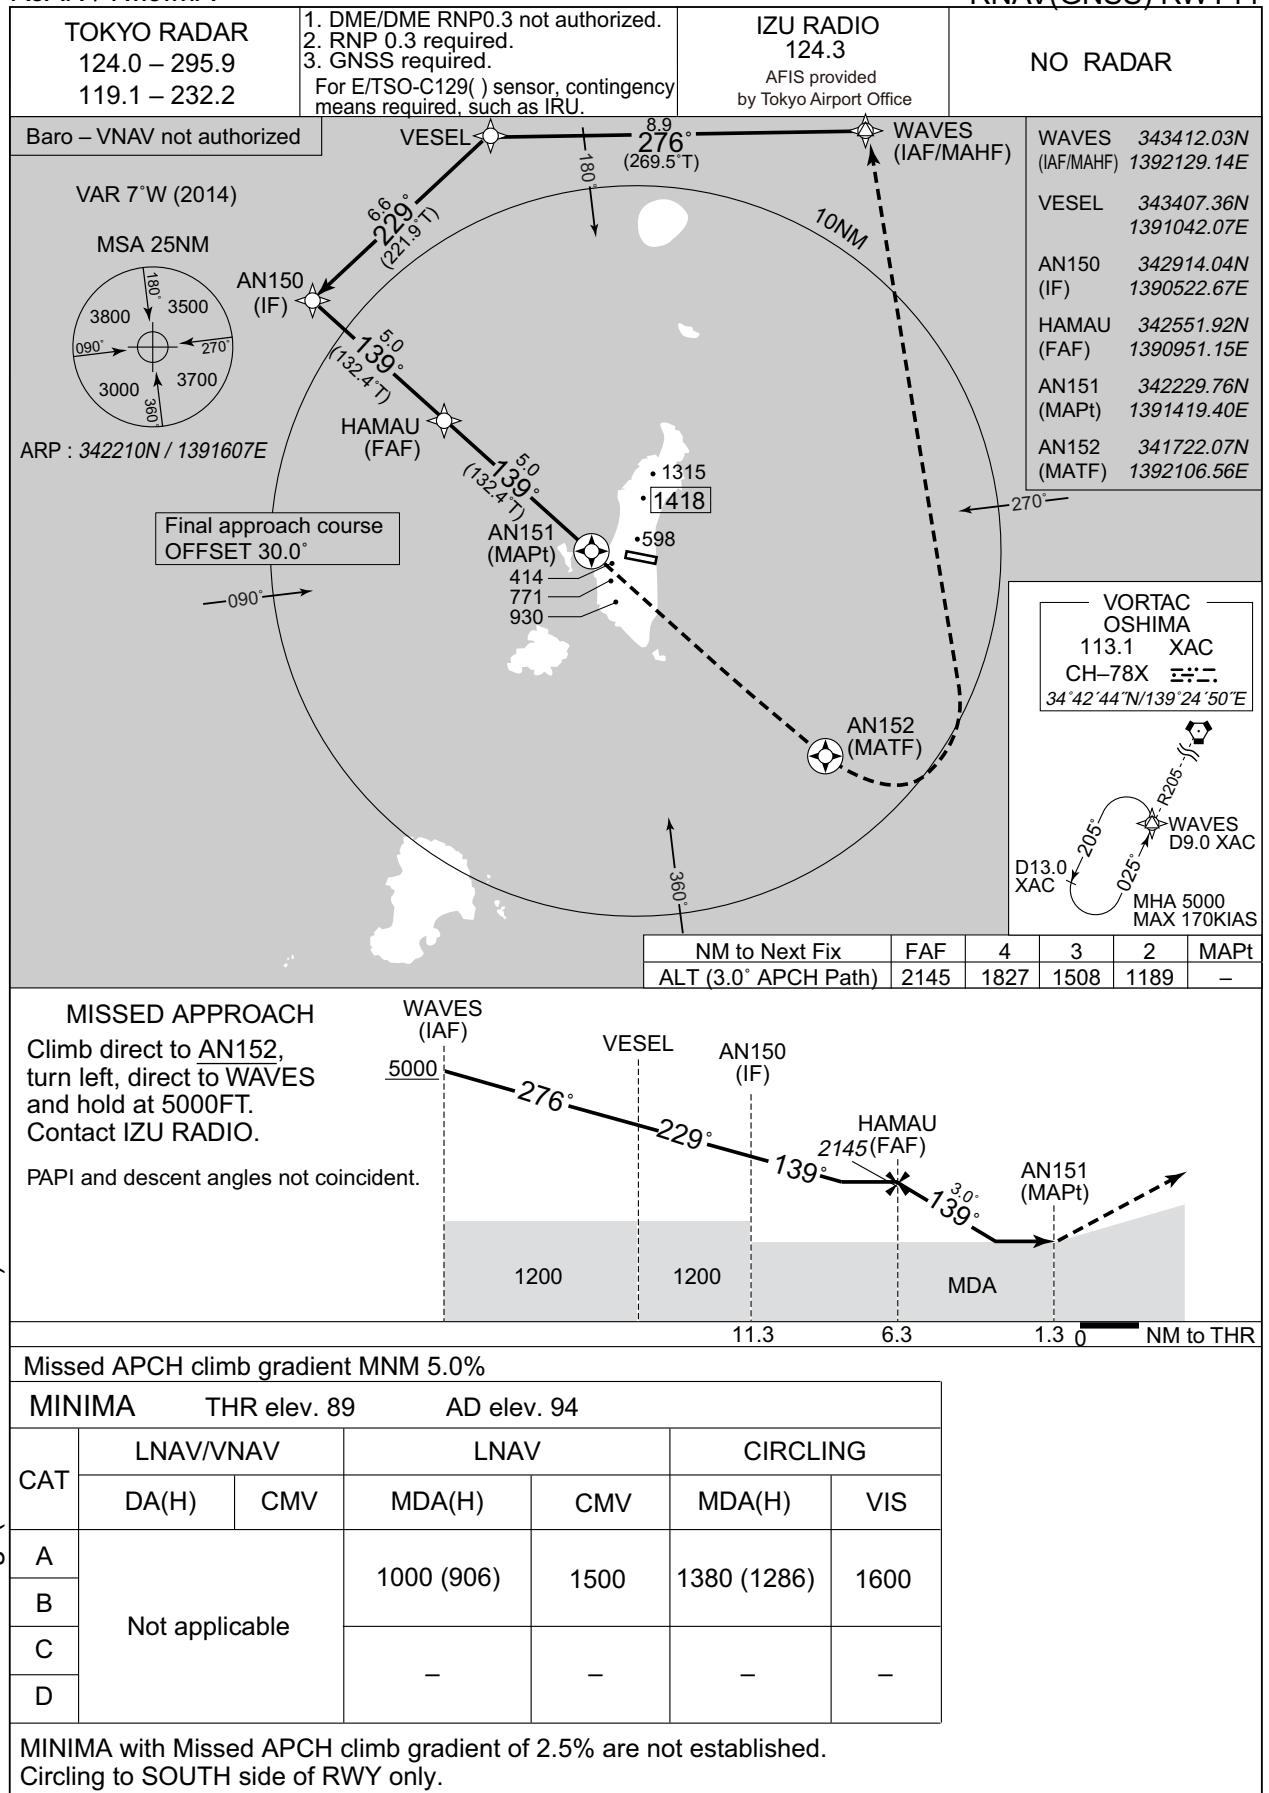 TOKYO RADAR
124.0 – 295.9
119.1 – 232.2
1. DME/DME RNP0.3 not authorized.
2. RNP 0.3 required.
3. GNSS required.
For E/TSO-C129( ) sensor, contingency
means required, such as IRU.
IZU RADIO
124.3
AFIS provided
by Tokyo Airport Office
NO RADAR
Baro – VNAV not authorized
VAR 7˚W (2014)
MSA 25NM
180˚
3800
3500
090˚
270˚
3000
3700
360˚
ARP : 342210N / 1391607E
VESEL
8.9
276˚
(269.5˚T)
WAVES
(IAF/MAHF)
180˚
6.6
229˚
(221.9˚T)
10NM
AN150
(IF)
5.0
139˚
(132.4˚T)
HAMAU
(FAF)
5.0
139˚
(132.4˚T)
1315
1418
598
AN151
(MAPt)
414
771
930
Final approach course
OFFSET 30.0˚
090˚
270˚
360˚
AN152
(MATF)
WAVES 343412.03N
(IAF/MAHF) 1392129.14E
VESEL 343407.36N
1391042.07E
AN150 342914.04N
(IF) 1390522.67E
HAMAU 342551.92N
(FAF) 1390951.15E
AN151 342229.76N
(MAPt) 1391419.40E
AN152 341722.07N
(MATF) 1392106.56E
VORTAC
OSHIMA
113.1 XAC
CH–78X
34˚42´44˝N/139˚24´50˝E
R205
WAVES
D9.0 XAC
205˚
025˚
D13.0
XAC
MHA 5000
MAX 170KIAS
NM to Next Fix FAF 4 3 2 MAPt
ALT (3.0˚ APCH Path) 2145 1827 1508 1189 –
MISSED APPROACH
Climb direct to AN152,
turn left, direct to WAVES
and hold at 5000FT.
Contact IZU RADIO.
PAPI and descent angles not coincident.
WAVES
(IAF)
VESEL
AN150
(IF)
5000
276˚
229˚
139˚
HAMAU
2145 (FAF)
3.0˚
139˚
AN151
(MAPt)
1200
1200
MDA
11.3 6.3 1.3 0 NM to THR
Missed APCH climb gradient MNM 5.0%
MINIMA THR elev. 89 AD elev. 94
CAT LNAV/VNAV LNAV CIRCLING
DA(H) CMV MDA(H) CMV MDA(H) VIS
A
B
C
D
Not applicable
1000 (906) 1500 1380 (1286) 1600
– – – –
MINIMA with Missed APCH climb gradient of 2.5% are not established.
Circling to SOUTH side of RWY only.